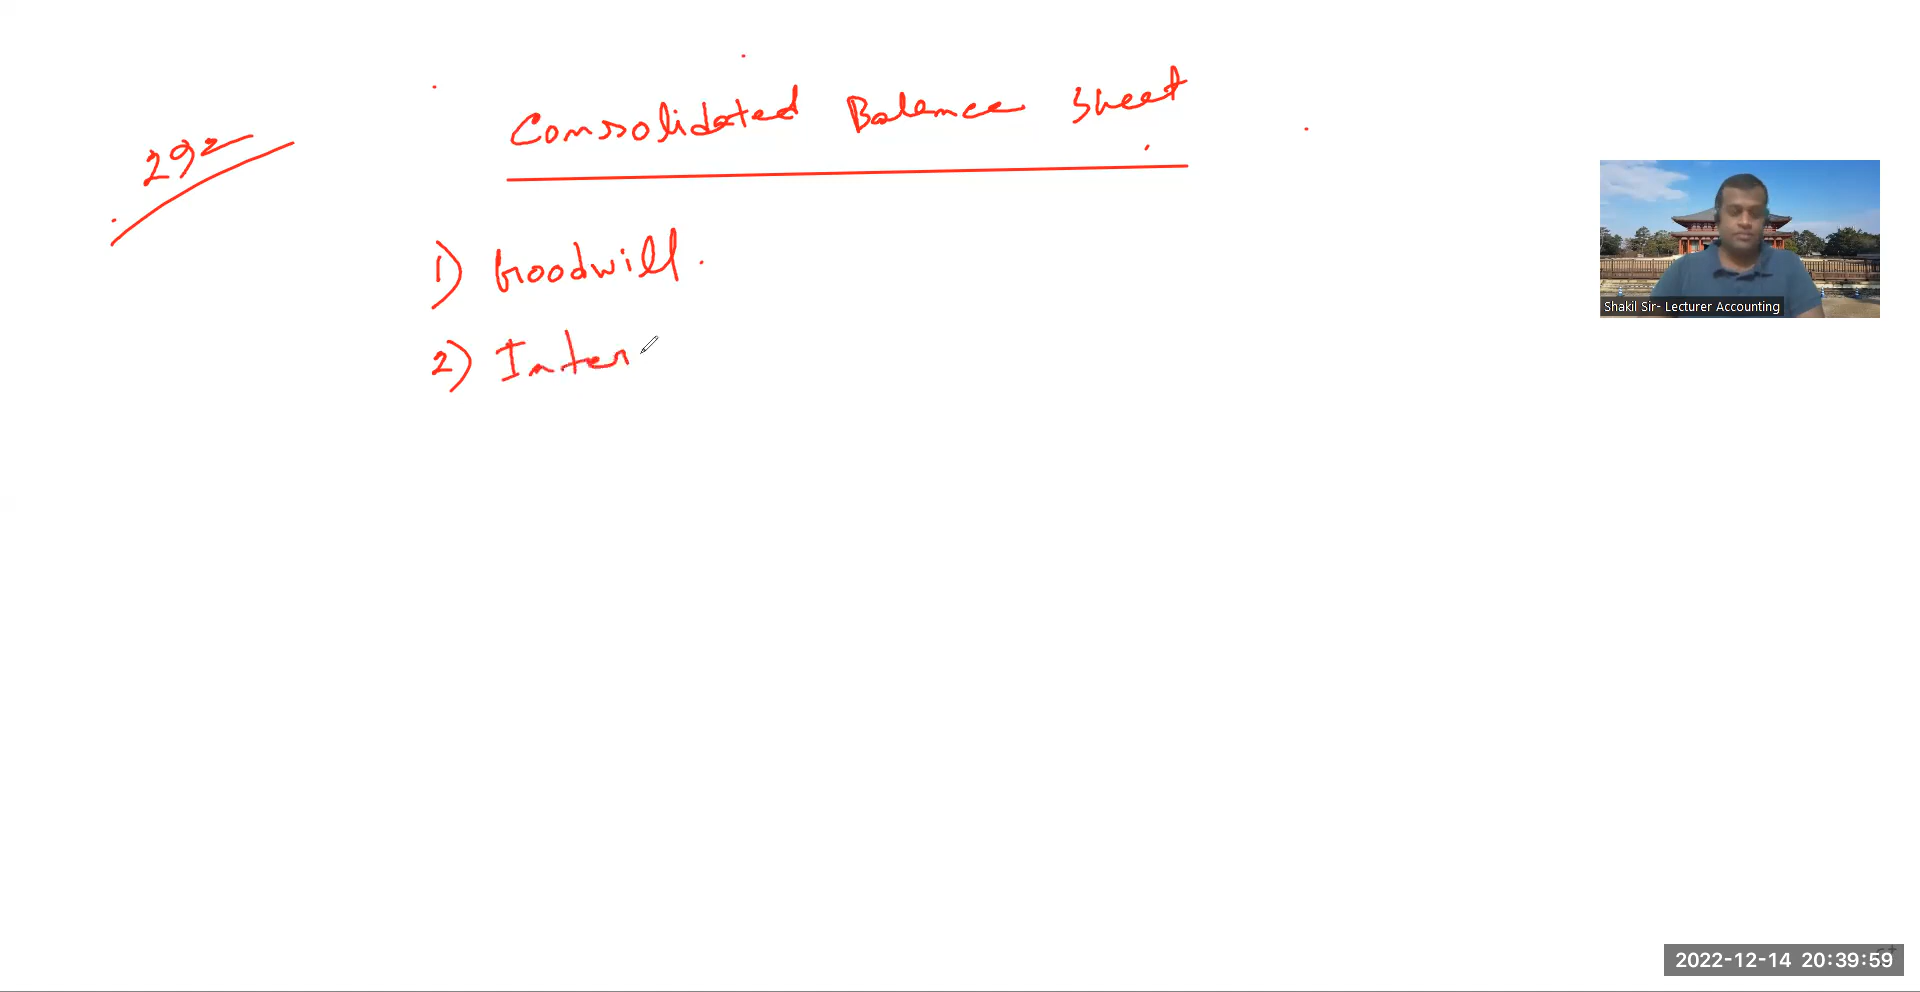 292
Consolidated Balance Sheet
1) Goodwill.
2) Inter
Shakil Sir- Lecturer Accounting
2022-12-14 20:39:59